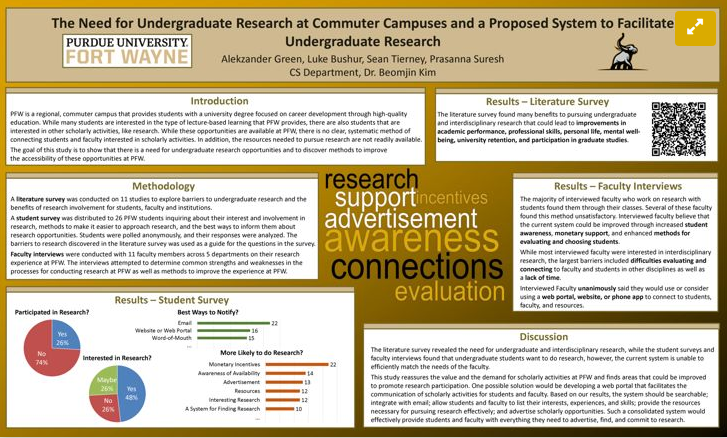 The Need for Undergraduate Research at Commuter Campuses and a Proposed System to Facilitate
Undergraduate Research
PURDUE UNIVERSITY
FORT WAYNE
Alekzander Green, Luke Bushur, Sean Tierney, Prasanna Suresh
CS Department, Dr. Beomjin Kim
Introduction
PFW is a regional, commuter campus that provides students with a university degree focused on career development through high-quality
education. While many students are interested in the type of lecture-based learning that PFW provides, there are also students that are
interested in other scholarly activities, like research. While these opportunities are available at PFW, there is no clear, systematic method of
connecting students and faculty interested in scholarly activities. In addition, the resources needed to pursue research are not readily available.
The goal of this study is to show that there is a need for undergraduate research opportunities and to discover methods to improve
the accessibility of these opportunities at PFW.
Results – Literature Survey
The literature survey found many benefits to pursuing undergraduate
and interdisciplinary research that could lead to improvements in
academic performance, professional skills, personal life, mental well-
being, university retention, and participation in graduate studies.
Methodology
A literature survey was conducted on 11 studies to explore barriers to undergraduate research and the
benefits of research involvement for students, faculty and institutions.
A student survey was distributed to 26 PFW students inquiring about their interest and involvement in
research, methods to make it easier to approach research, and the best ways to inform them about
research opportunities. Students were polled anonymously, and their responses were analyzed. The
barriers to research discovered in the literature survey was used as a guide for the questions in the survey.
Faculty interviews were conducted with 11 faculty members across 5 departments on their research
experience at PFW. The interviews attempted to determine common strengths and weaknesses in the
processes for conducting research at PFW as well as methods to improve the experience at PFW.
research
support incentives
advertisement
awareness
connections
evaluation
Results – Faculty Interviews
The majority of interviewed faculty who work on research with
students found them through their classes. Several of these faculty
found this method unsatisfactory. Interviewed faculty believe that
the current system could be improved through increased student
awareness, monetary support, and enhanced methods for
evaluating and choosing students.
While most interviewed faculty were interested in interdisciplinary
research, the largest barriers included difficulties evaluating and
connecting to faculty and students in other disciplines as well as
a lack of time.
Interviewed Faculty unanimously said they would use or consider
using a web portal, website, or phone app to connect to students,
faculty, and resources.
Results – Student Survey
Participated in Research?
Yes
26%
No
74%
Interested in Research?
Maybe
26%
Yes
48%
No
26%
Best Ways to Notify?
Email 22
Website or Web Portal 16
Word-of-Mouth 15
...
More Likely to do Research?
Monetary Incentives 22
Awareness of Availability 14
Advertisement 13
Resources 12
Interesting Research 12
A System for Finding Research 10
...
Discussion
The literature survey revealed the need for undergraduate and interdisciplinary research, while the student surveys and
faculty interviews found that undergraduate students want to do research, however, the current system is unable to
efficiently match the needs of the faculty.
This study reassures the value and the demand for scholarly activities at PFW and finds areas that could be improved
to promote research participation. One possible solution would be developing a web portal that facilitates the
communication of scholarly activities for students and faculty. Based on our results, the system should be searchable;
integrate with email; allow students and faculty to list their interests, experiences, and skills; provide the resources
necessary for pursuing research effectively; and advertise scholarly opportunities. Such a consolidated system would
effectively provide students and faculty with everything they need to advertise, find, and commit to research.